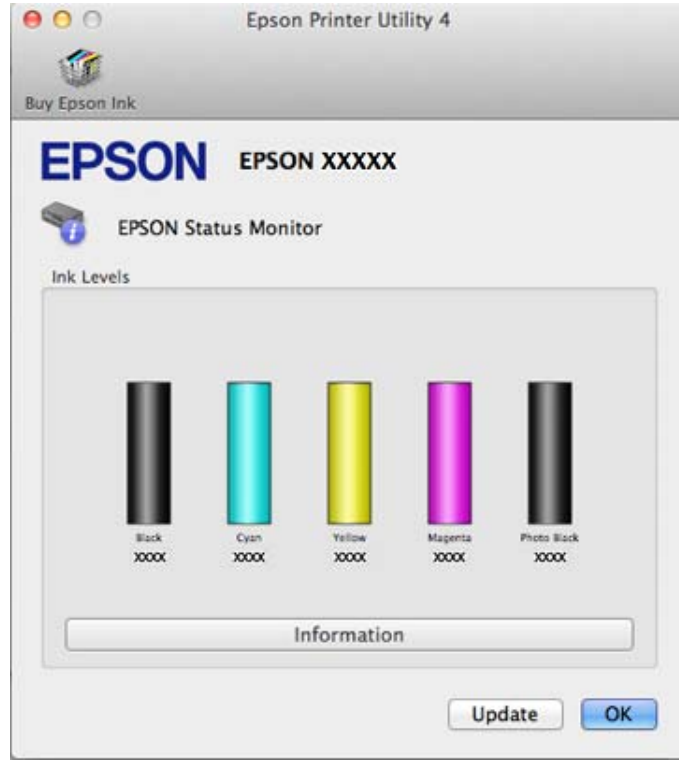 Epson Printer Utility 4
Buy Epson Ink
EPSON EPSON XXXXX
EPSON Status Monitor
Ink Levels
Black Cyan Yellow Magenta Photo Black
XXXX XXXX XXXX XXXX XXXX
Information
Update OK